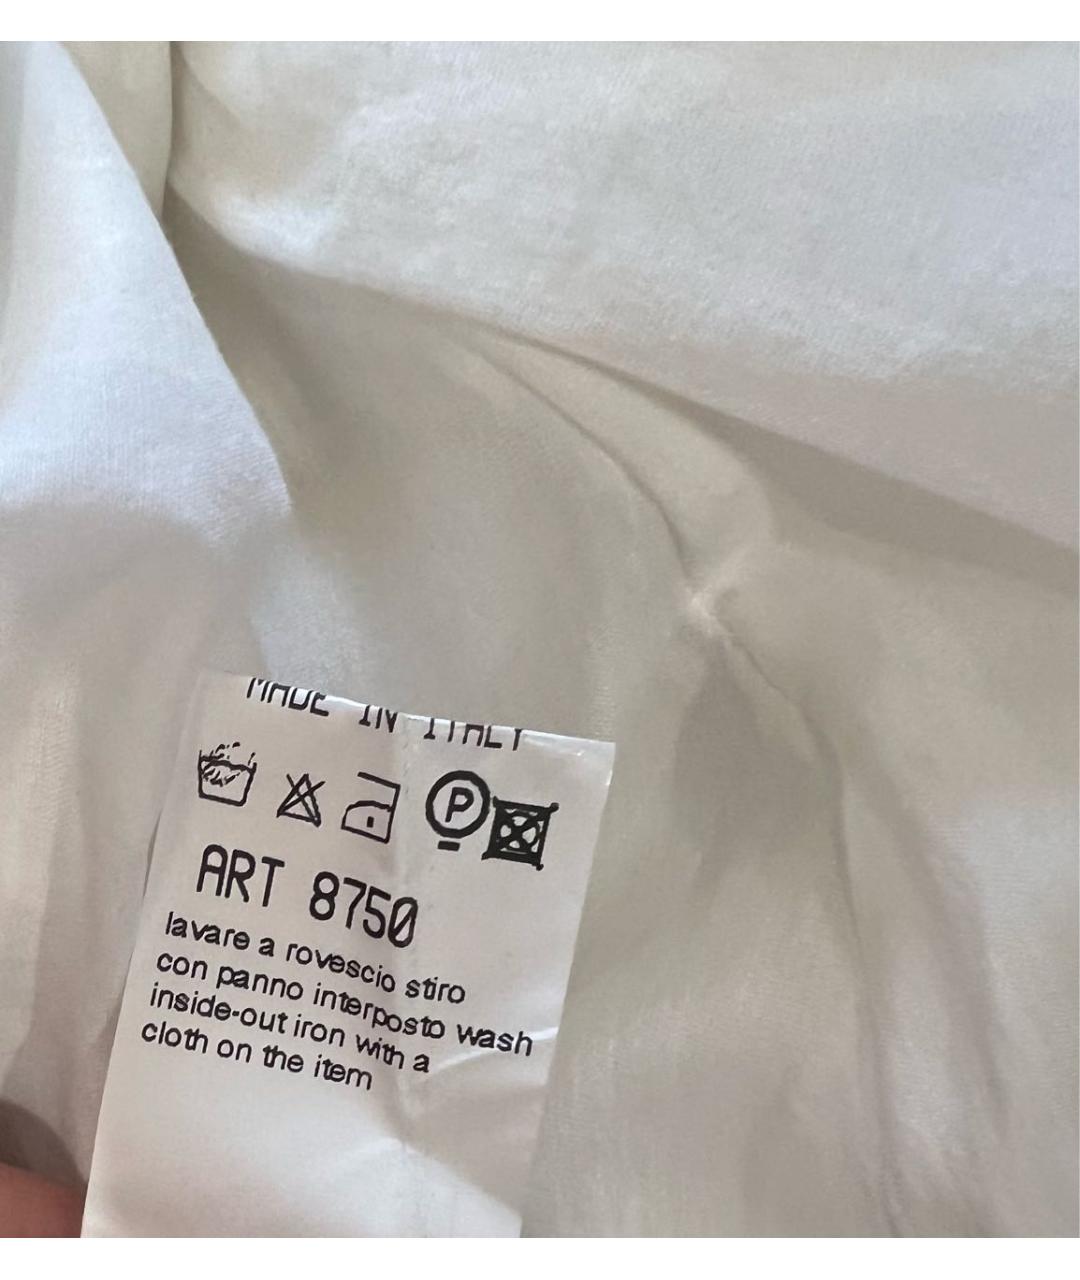 MADE IN ITALY
P
ART 8750
lavare a rovescio stiro
con panno interposto wash
inside-out iron with a
cloth on the item